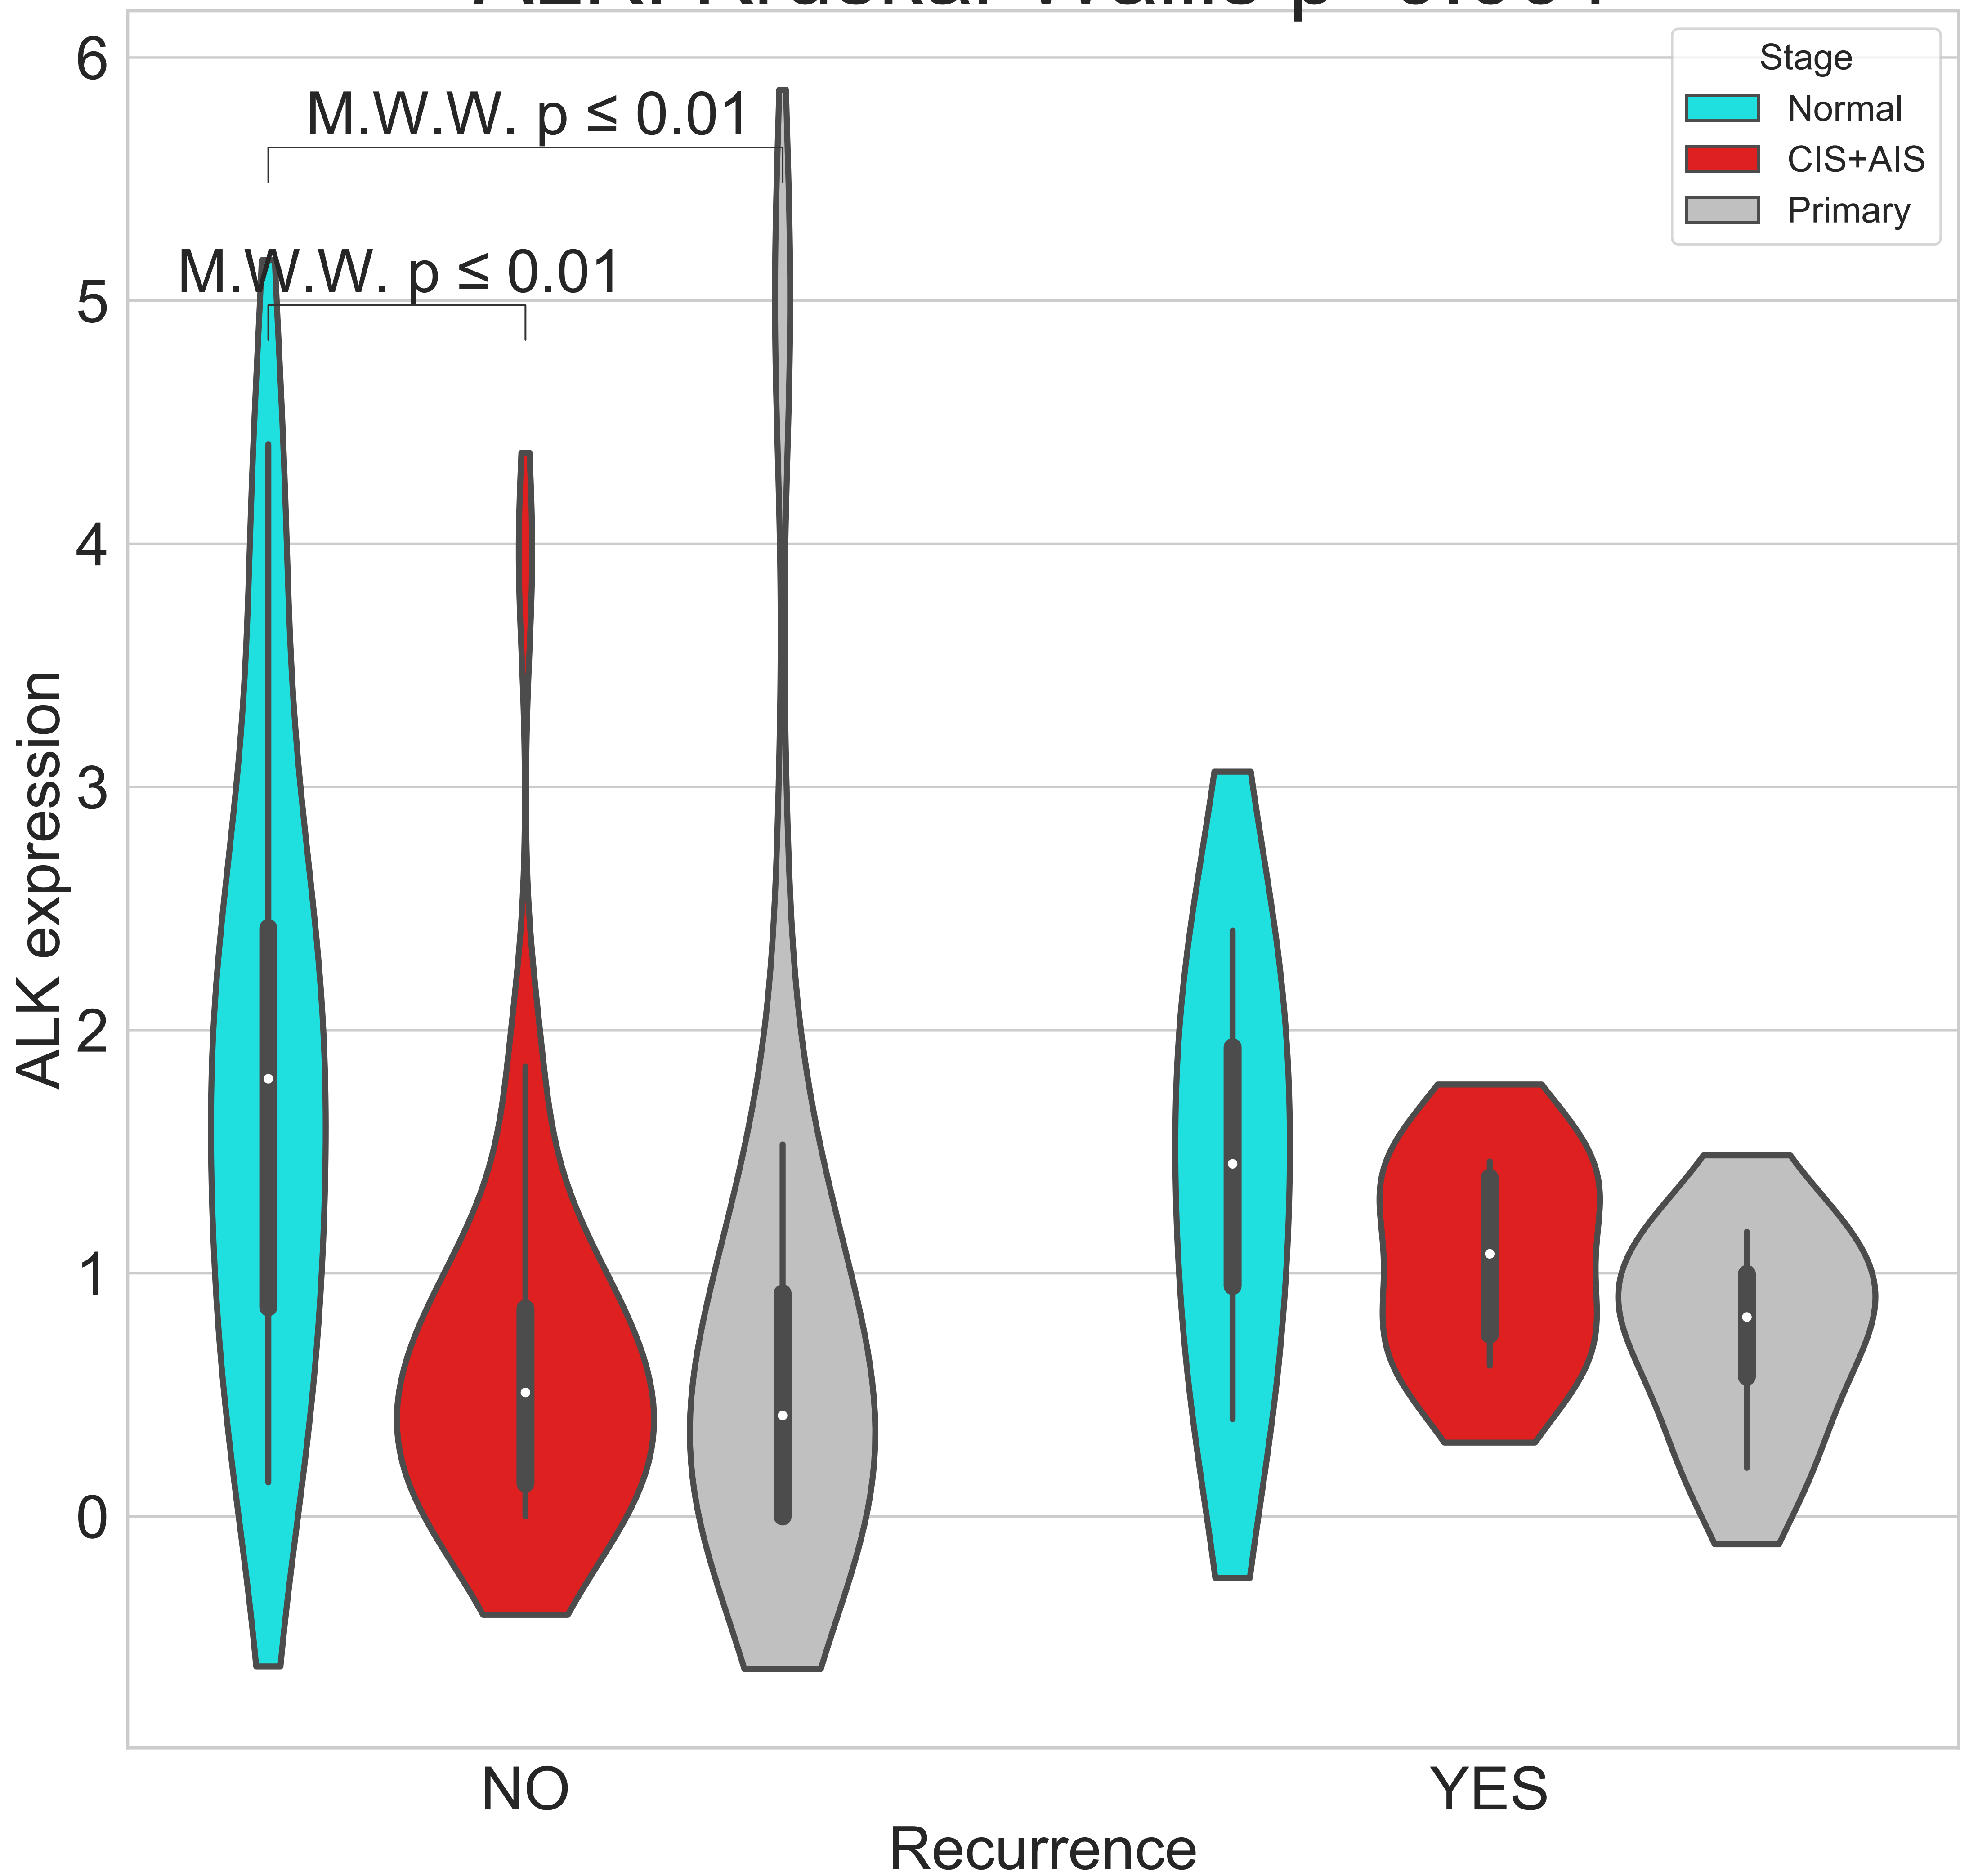 6
M.W.W. p ≤ 0.01
M.W.W. p ≤ 0.01
5
4
3
2
1
0
ALK expression
Stage
Normal
CIS+AIS
Primary
NO
YES
Recurrence